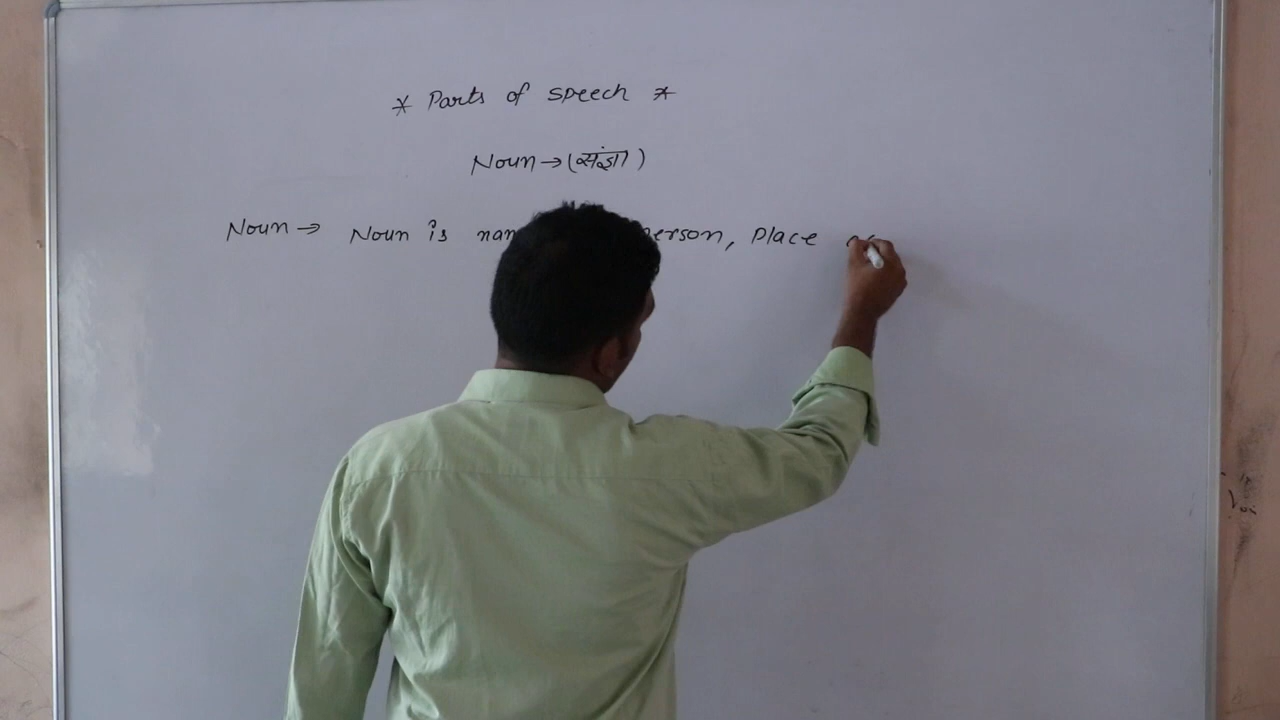 * Parts of speech *
Noun → (संज्ञा)
Noun → Noun is person, Place